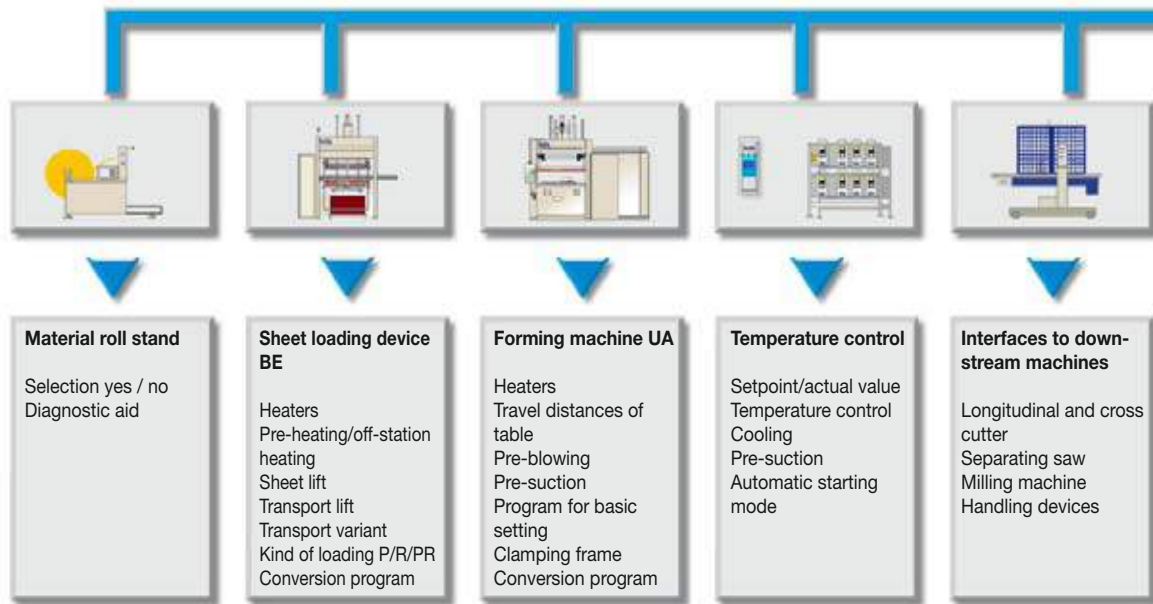 Material roll stand
Selection yes / no
Diagnostic aid
Sheet loading device
BE
Heaters
Pre-heating/off-station
heating
Sheet lift
Transport lift
Transport variant
Kind of loading P/R/PR
Conversion program
Forming machine UA
Heaters
Travel distances of
table
Pre-blowing
Pre-suction
Program for basic
setting
Clamping frame
Conversion program
Temperature control
Setpoint/actual value
Temperature control
Cooling
Pre-suction
Automatic starting
mode
Interfaces to down-
stream machines
Longitudinal and cross
cutter
Separating saw
Milling machine
Handling devices